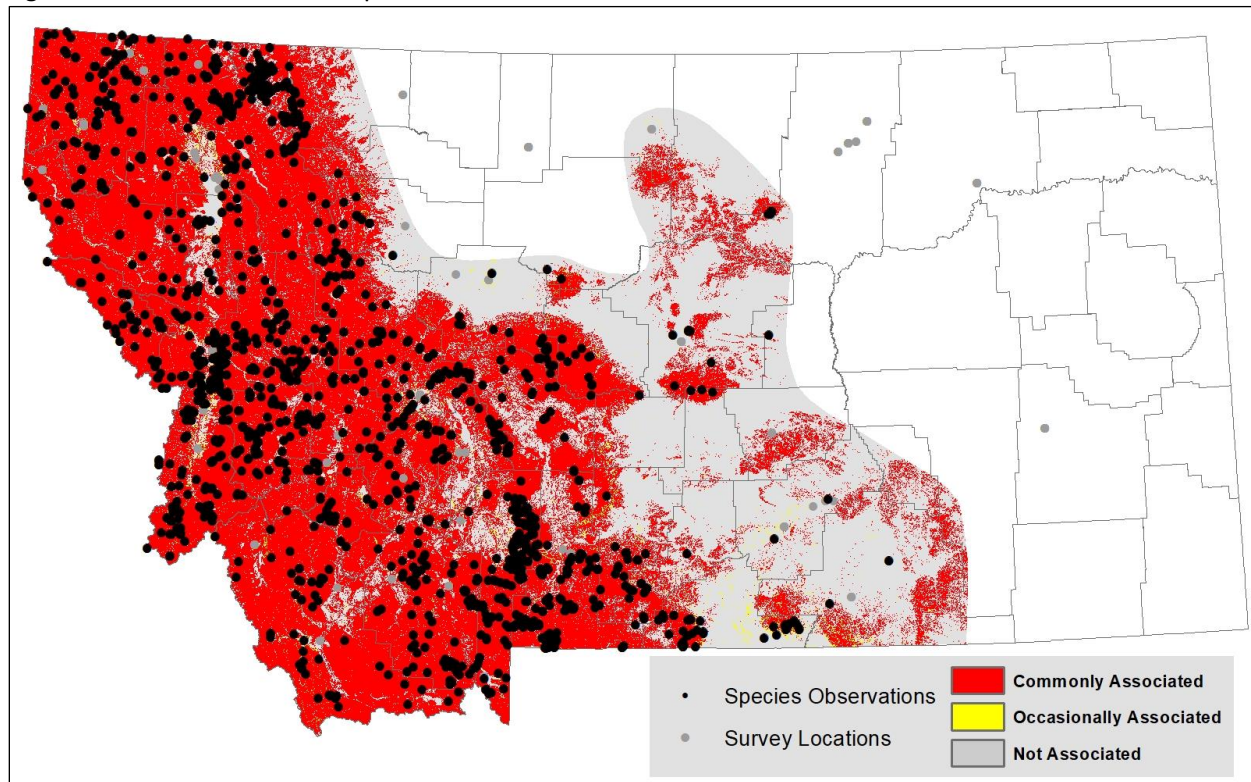 Species Observations
Survey Locations
Commonly Associated
Occasionally Associated
Not Associated